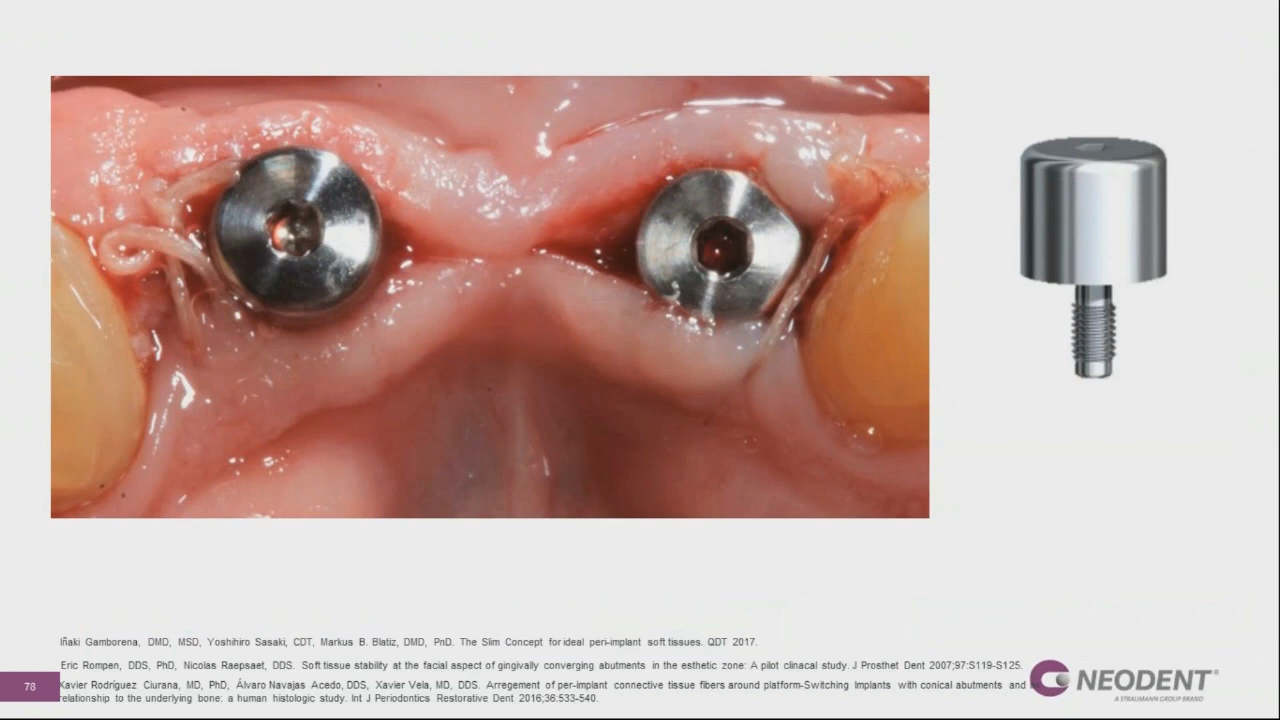 Iñaki Gamborena, DMD, MSD, Yoshihiro Sasaki, CDT, Markus B. Blatiz, DMD, PnD. The Slim Concept for ideal peri-implant soft tissues. QDT 2017.
Eric Rompen, DDS, PhD, Nicolas Raepsaet, DDS. Soft tissue stability at the facial aspect of gingivally converging abutments in the esthetic zone: A pilot clinacal study. J Prosthet Dent 2007;97:S119-S125.
78
Xavier Rodríguez Ciurana, MD, PhD, Álvaro Navajas Acedo, DDS, Xavier Vela, MD, DDS. Arregement of per-implant connective tissue fibers around platform-Switching Implants with conical abutments and
relationship to the underlying bone: a human histologic study. Int J Periodontics Restorative Dent 2016;36:533-540.
NEODENT®
A STRAUMANN GROUP BRAND